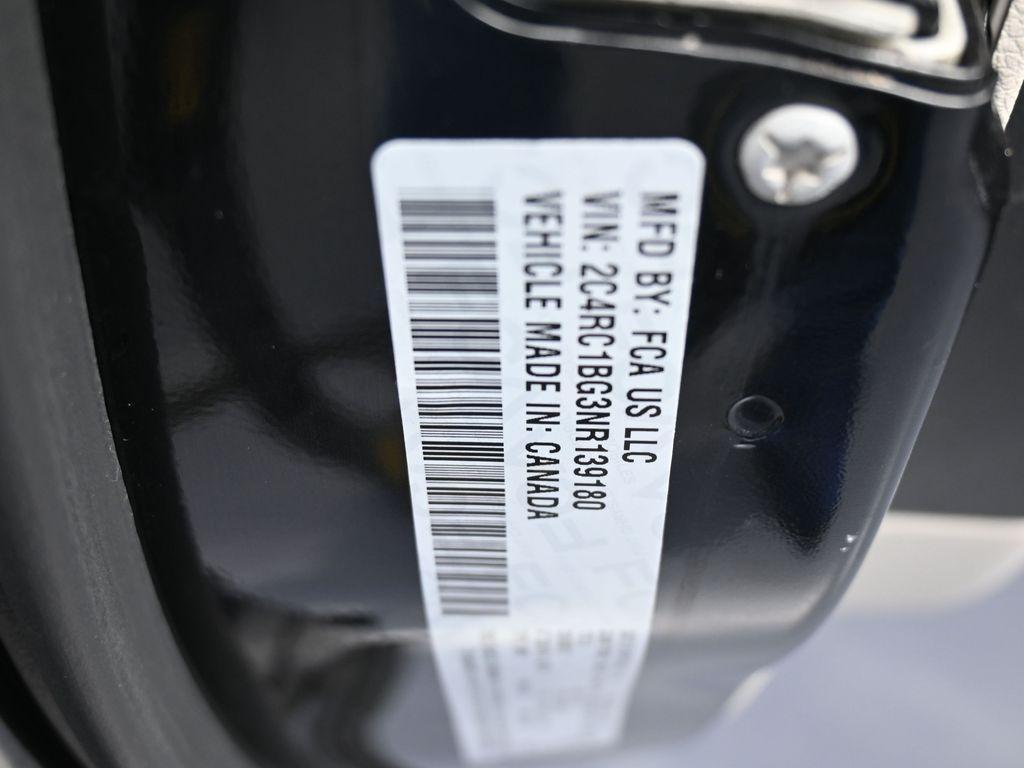 MFD BY: FCA US LLC
VIN: 2C4RC1BG3NR139180
VEHICLE MADE IN: CANADA